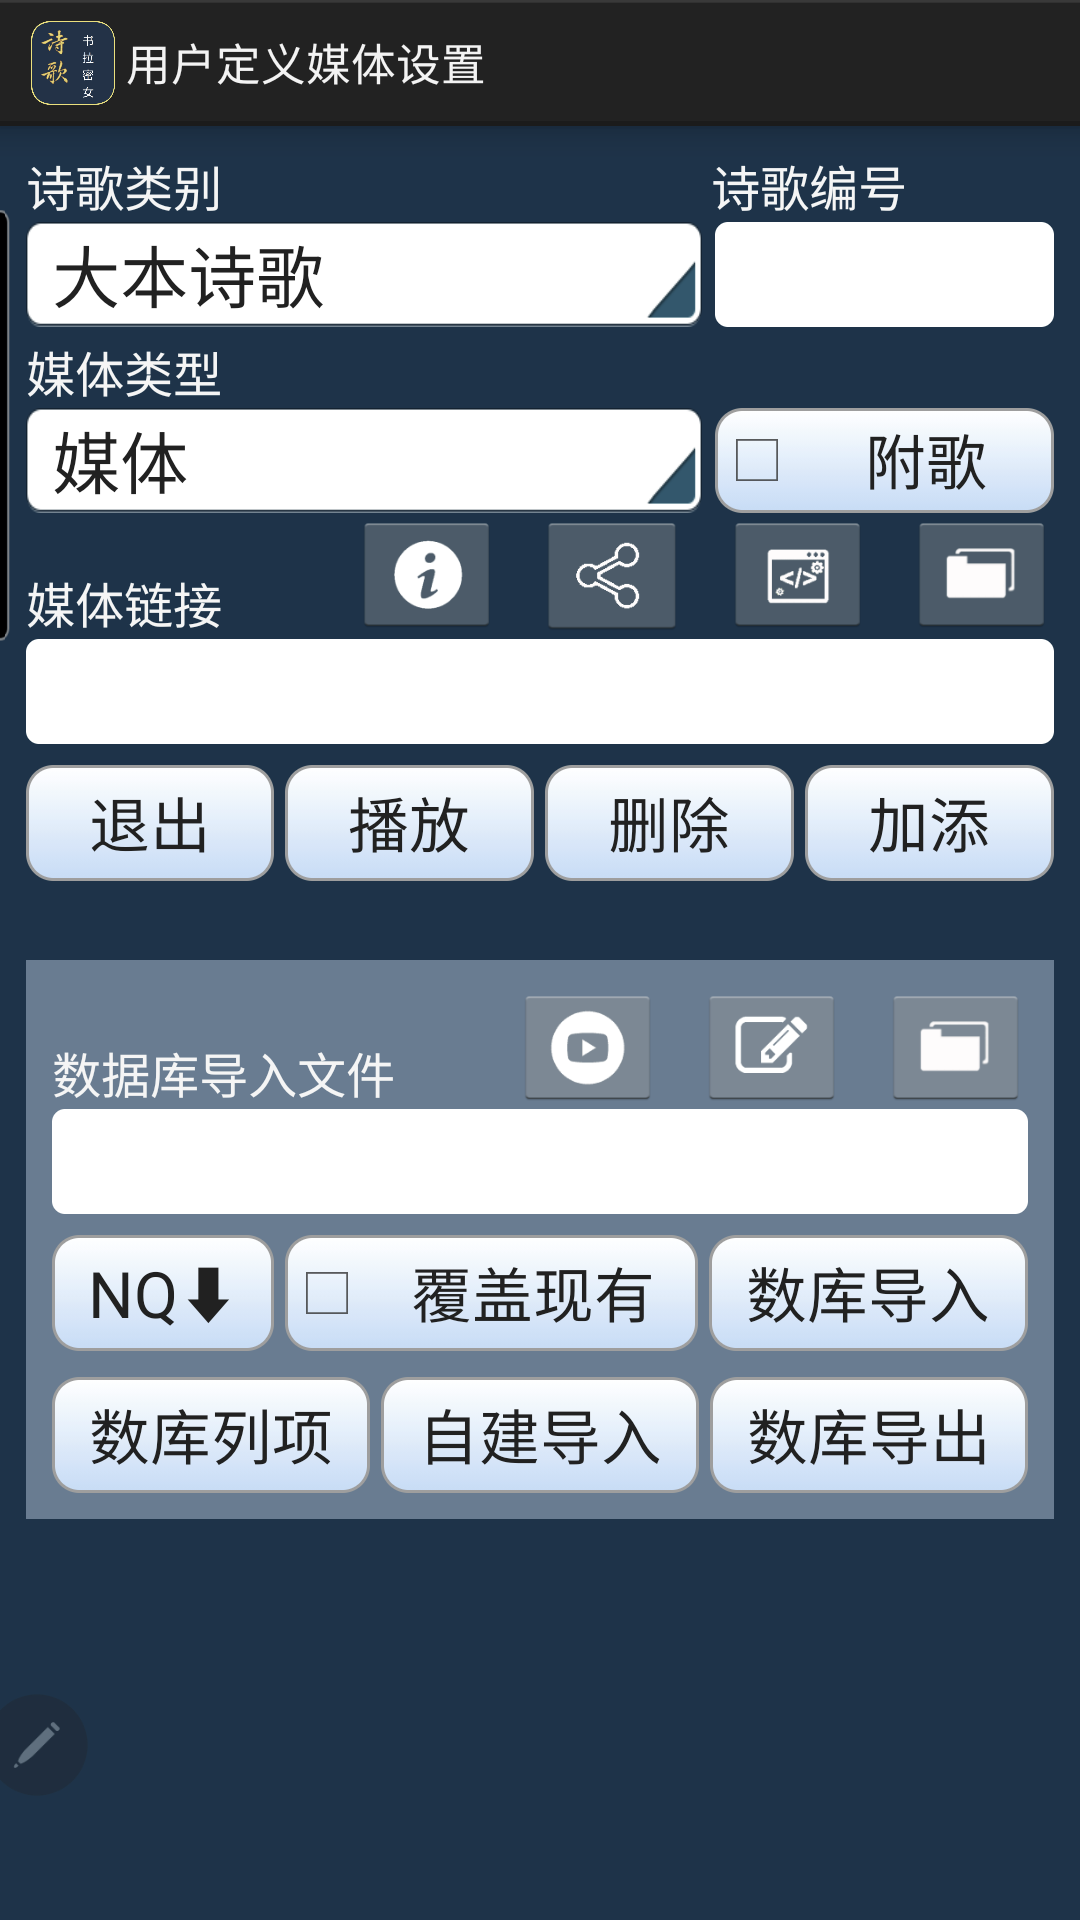 诗歌
书拉密女
用户定义媒体设置
诗歌类别
诗歌编号
大本诗歌
媒体类型
媒体
附歌
媒体链接
</>
退出 播放 删除 加添
数据库导入文件
NQ⬇ 覆盖现有 数库导入
数库列项 自建导入 数库导出